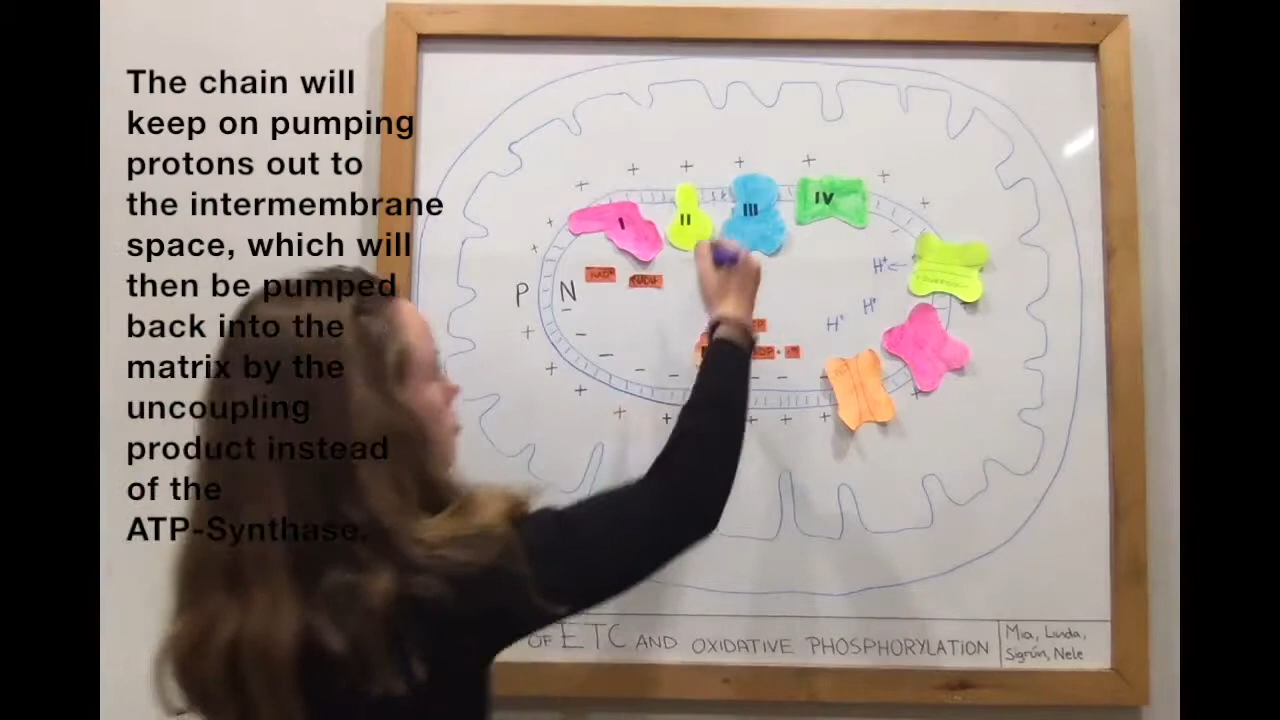 The chain will
keep on pumping
protons out to
the intermembrane
space, which will
then be pumped
back into the
matrix by the
uncoupling
product instead
of the
ATP-Synthase.
I
II
III
IV
P
N
NAD+
NADH
H+
H+
H+
OF ETC AND OXIDATIVE PHOSPHORYLATION
Mia, Linda,
Sigrún, Nele